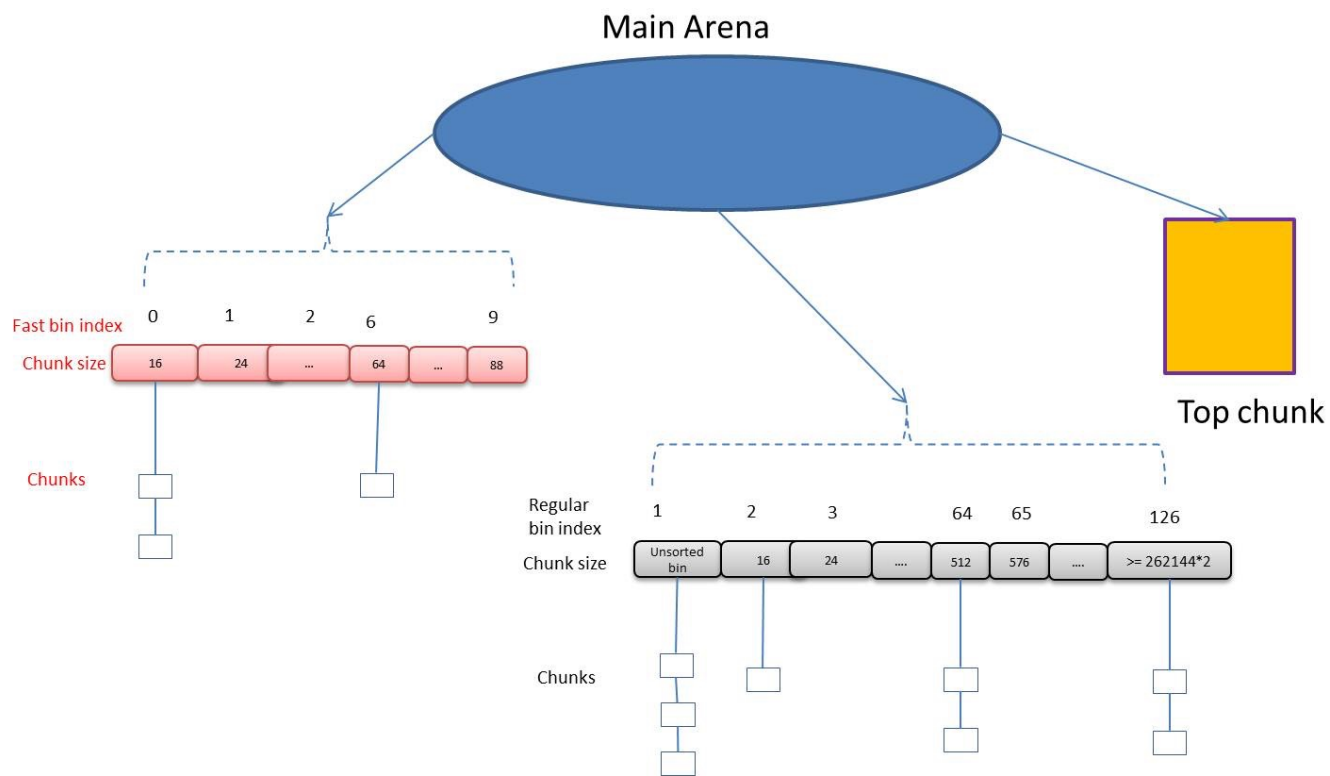 Main Arena
Fast bin index 0 1 2 6 9
Chunk size 16 24 ... 64 ... 88
Chunks
Top chunk
Regular
bin index 1 2 3 64 65 126
Chunk size Unsorted bin 16 24 .... 512 576 .... >= 262144*2
Chunks